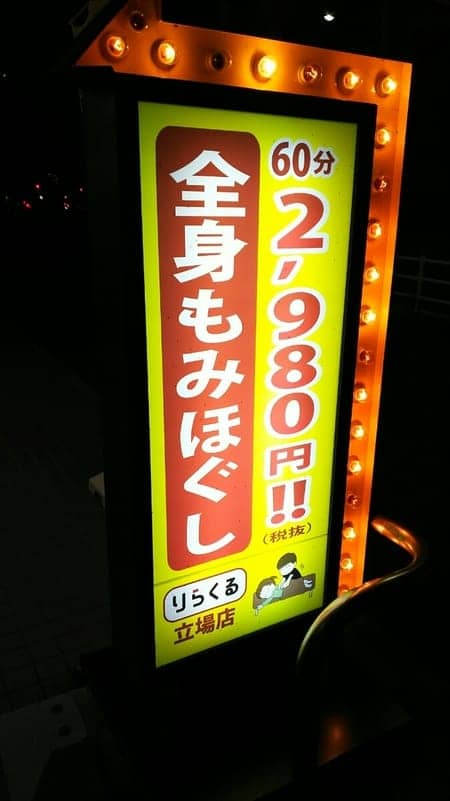 60分
2,980円!!
(税抜)
全身もみほぐし
りらくる
立場店